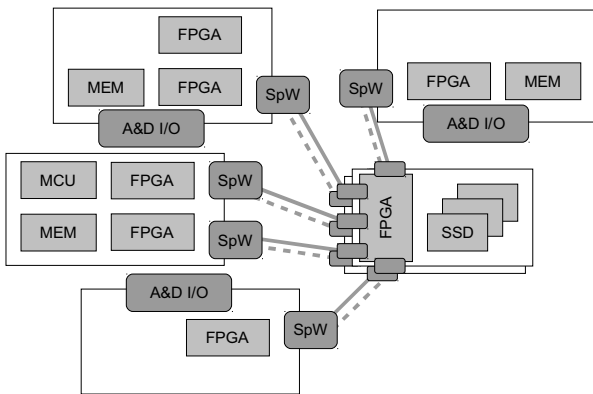 FPGA
MEM
FPGA
SpW
A&D I/O
SpW
FPGA
MEM
A&D I/O
MCU
FPGA
SpW
MEM
FPGA
SpW
FPGA
SSD
A&D I/O
FPGA
SpW